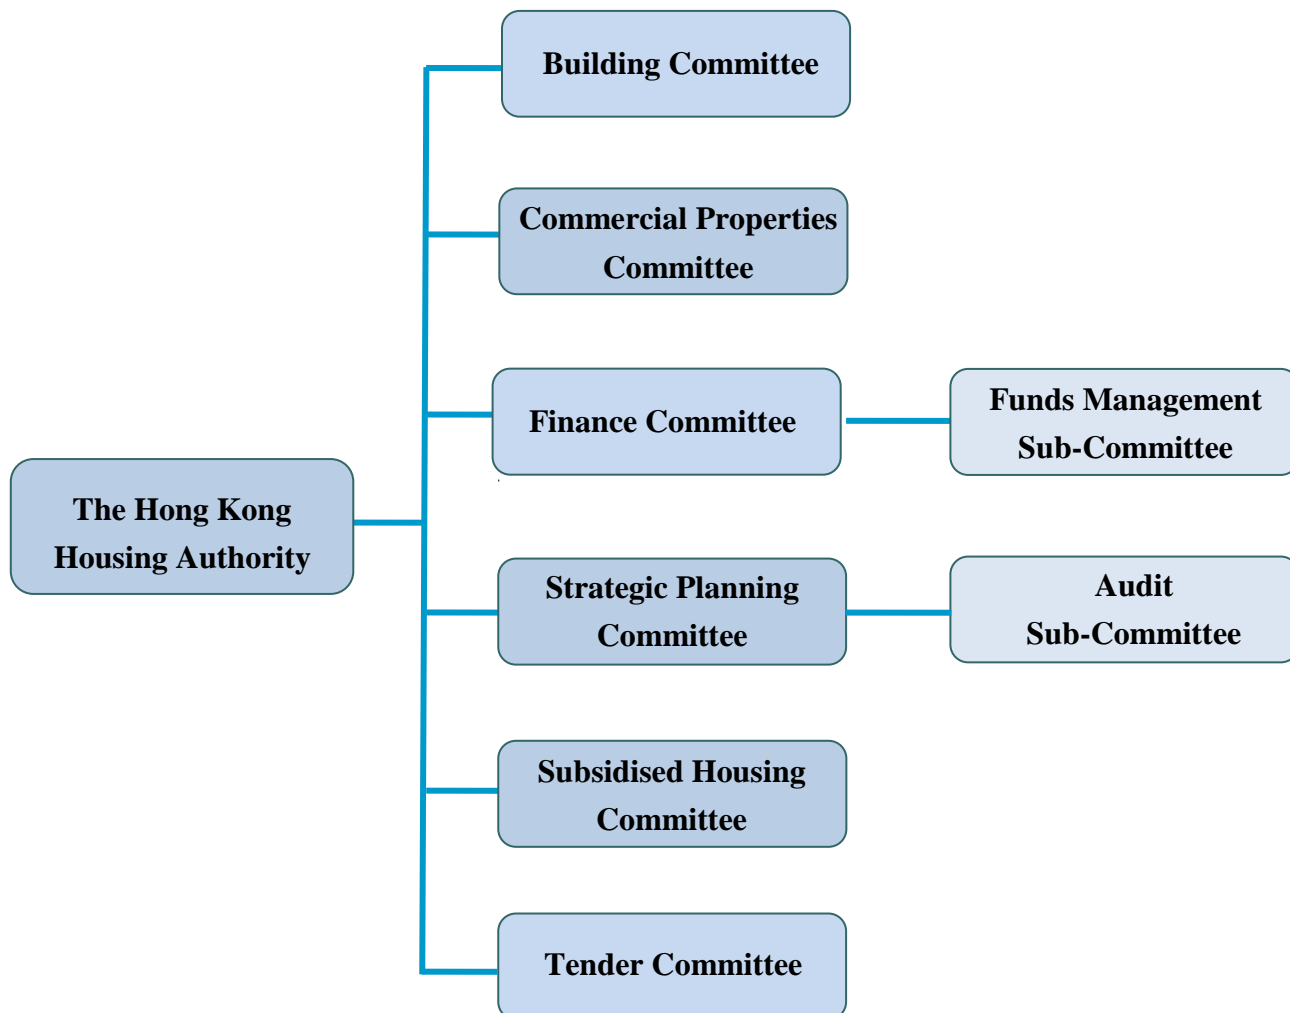 Building Committee
Commercial Properties
Committee
Finance Committee
Funds Management
Sub-Committee
The Hong Kong
Housing Authority
Strategic Planning
Committee
Audit
Sub-Committee
Subsidised Housing
Committee
Tender Committee